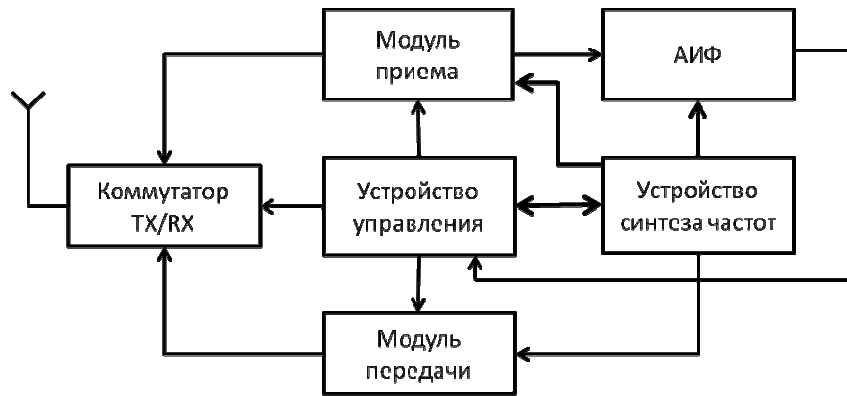 Модуль
приема
АИФ
Коммутатор
TX/RX
Устройство
управления
Устройство
синтеза частот
Модуль
передачи